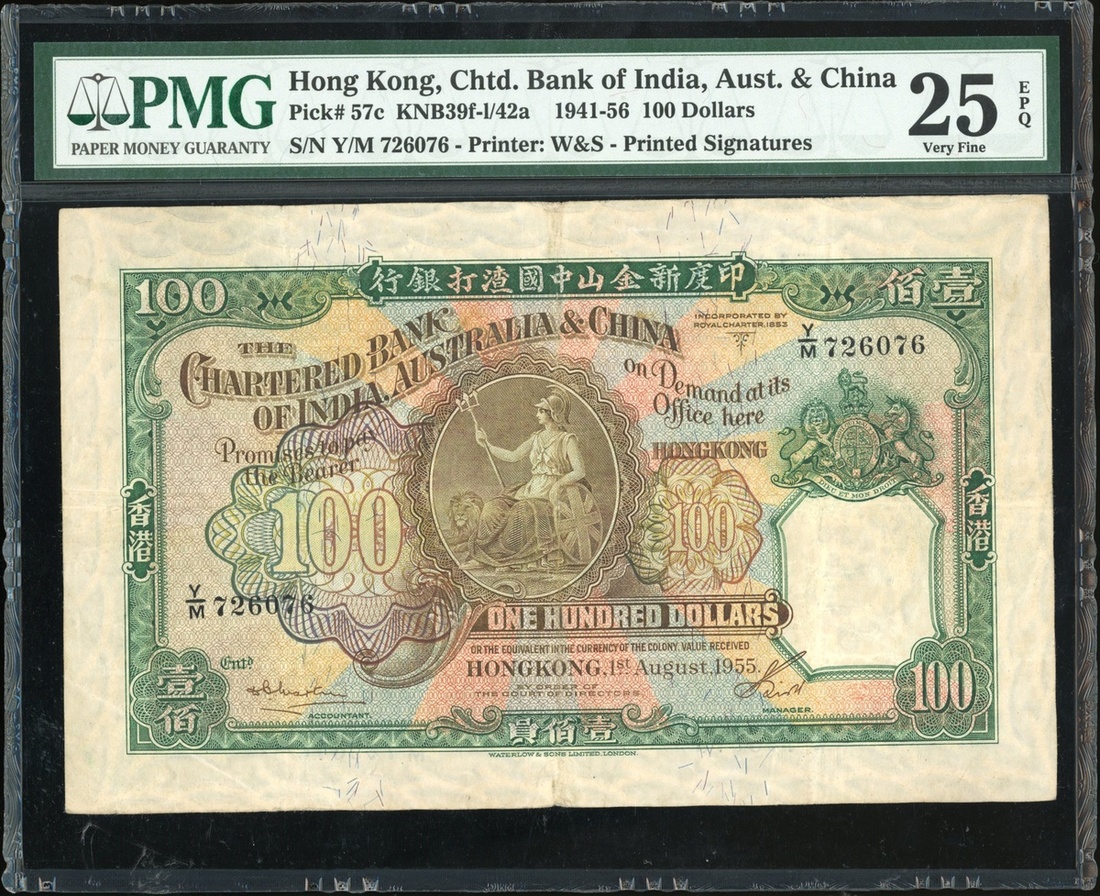 PMG
PAPER MONEY GUARANTY
Hong Kong, Chtd. Bank of India, Aust. & China
Pick# 57c KNB39f-l/42a 1941-56 100 Dollars
S/N Y/M 726076 - Printer: W&S - Printed Signatures
25 EPQ
Very Fine
行銀打渣國中山金新度印
100
佰壹
THE
CHARTERED BANK
OF INDIA, AUSTRALIA & CHINA
INCORPORATED BY
ROYAL CHARTER, 1853
Y/M 726076
Promises to pay
the Bearer
on Demand at its
Office here
HONGKONG
DIEU ET MON DROIT
香港
香港
100
100
Y/M 726076
ONE HUNDRED DOLLARS
OR THE EQUIVALENT IN THE CURRENCY OF THE COLONY, VALUE RECEIVED
HONGKONG, 1st August, 1955.
BY ORDER OF
THE COURT OF DIRECTORS
Entd
ACCOUNTANT.
MANAGER.
壹佰
100
員佰壹
WATERLOW & SONS LIMITED, LONDON.